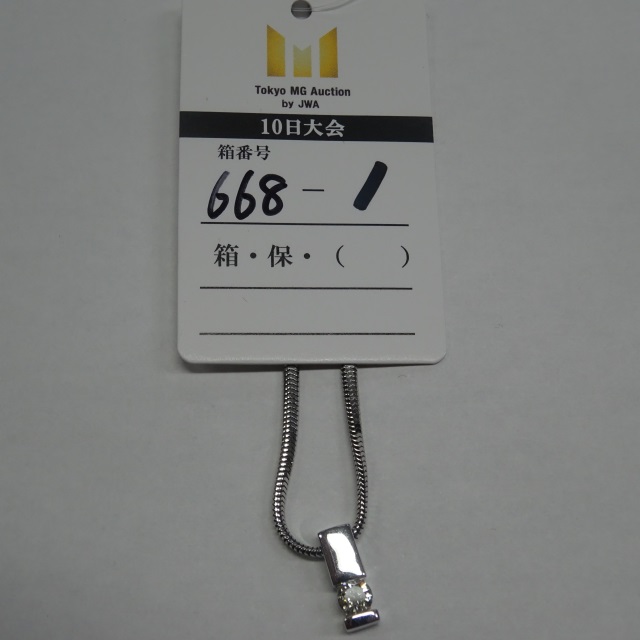 Tokyo MG Auction
by JWA
10日大会
箱番号
668 - 1
箱・保・（　　）